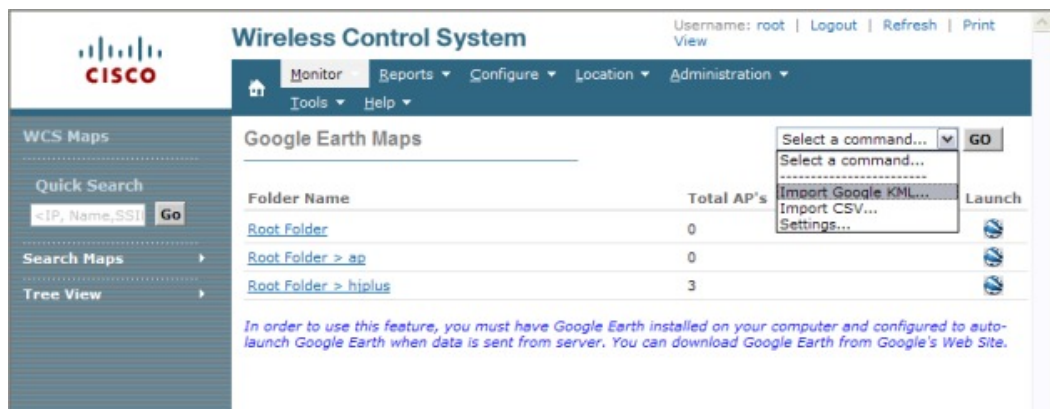 CISCO
Wireless Control System
Username: root | Logout | Refresh | Print
View
Monitor Reports Configure Location Administration
Tools Help
WCS Maps
Quick Search
<IP, Name,SSI
Go
Search Maps
Tree View
Google Earth Maps
Select a command... GO
Select a command...
------------------------
Import Google KML...
Import CSV...
Settings...
Folder Name Total AP's Launch
Root Folder 0
Root Folder > ap 0
Root Folder > hjplus 3
In order to use this feature, you must have Google Earth installed on your computer and configured to auto-
launch Google Earth when data is sent from server. You can download Google Earth from Google's Web Site.